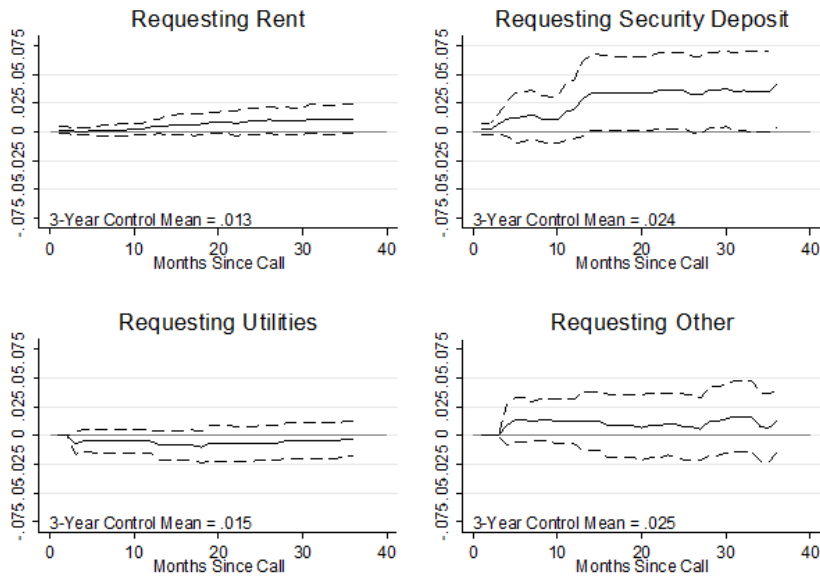 Requesting Rent
-.075-.05-.025 0 .025 .05 .075
3-Year Control Mean = .013
0 10 20 30 40
Months Since Call
Requesting Security Deposit
-.075-.05-.025 0 .025 .05 .075
3-Year Control Mean = .024
0 10 20 30 40
Months Since Call
Requesting Utilities
-.075-.05-.025 0 .025 .05 .075
3-Year Control Mean = .015
0 10 20 30 40
Months Since Call
Requesting Other
-.075-.05-.025 0 .025 .05 .075
3-Year Control Mean = .025
0 10 20 30 40
Months Since Call